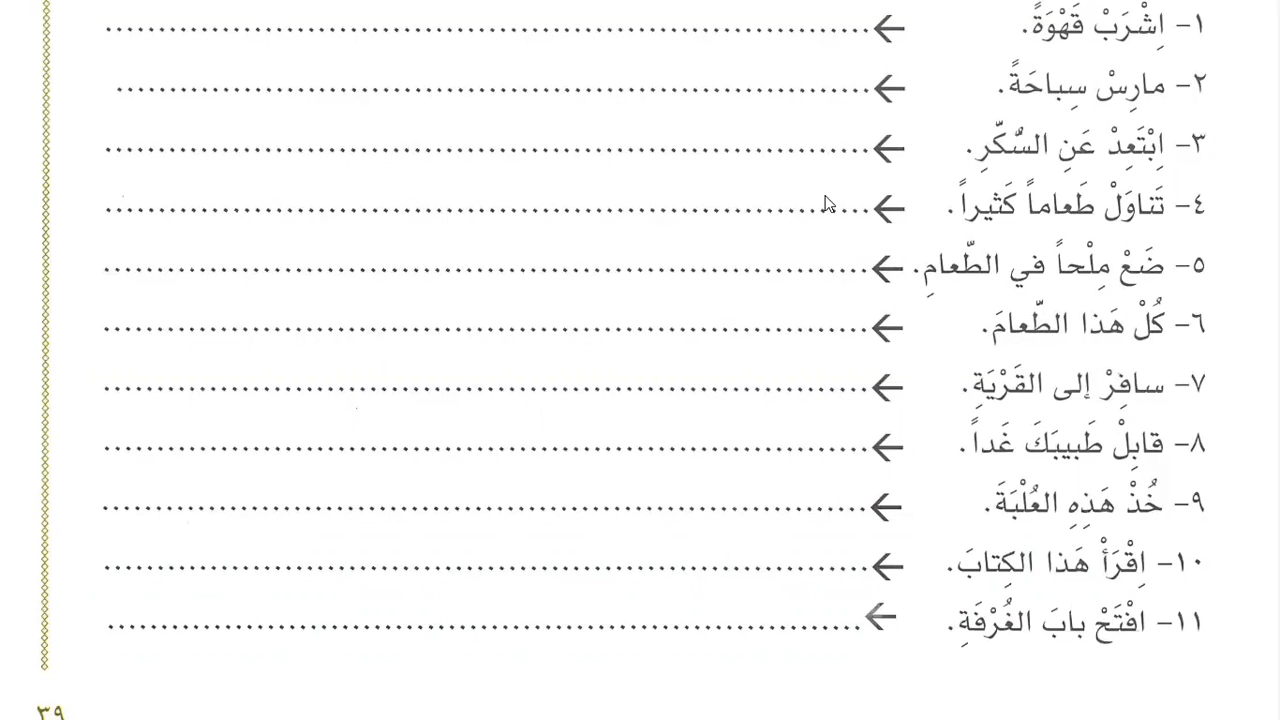 ١- اِشْرَبْ قَهْوَةً. ← ........................................
٢- مارِسْ سِباحَةً. ← ........................................
٣- اِبْتَعِدْ عَنِ السُّكّرِ. ← ........................................
٤- تَناوَلْ طَعاماً كَثيراً. ← ........................................
٥- ضَعْ مِلْحاً في الطّعامِ. ← ........................................
٦- كُلْ هَذا الطّعامَ. ← ........................................
٧- سافِرْ إلى القَرْيَةِ. ← ........................................
٨- قابِلْ طَبيبَكَ غَداً. ← ........................................
٩- خُذْ هَذِهِ العُلْبَةَ. ← ........................................
١٠- اِقْرَأْ هَذا الكِتابَ. ← ........................................
١١- افْتَحْ بابَ الغُرْفَةِ. ← ........................................
٣٩